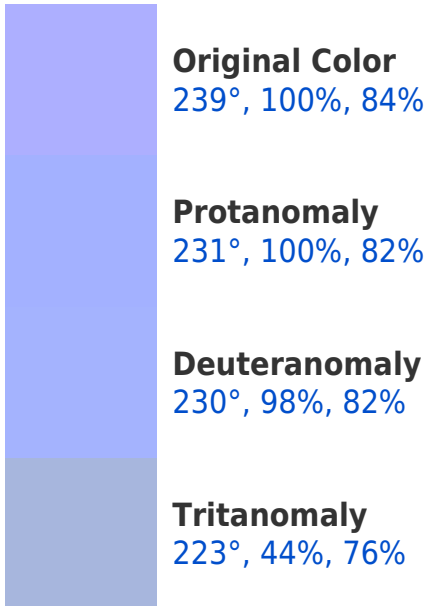 Original Color
239°, 100%, 84%
Protanomaly
231°, 100%, 82%
Deuteranomaly
230°, 98%, 82%
Tritanomaly
223°, 44%, 76%